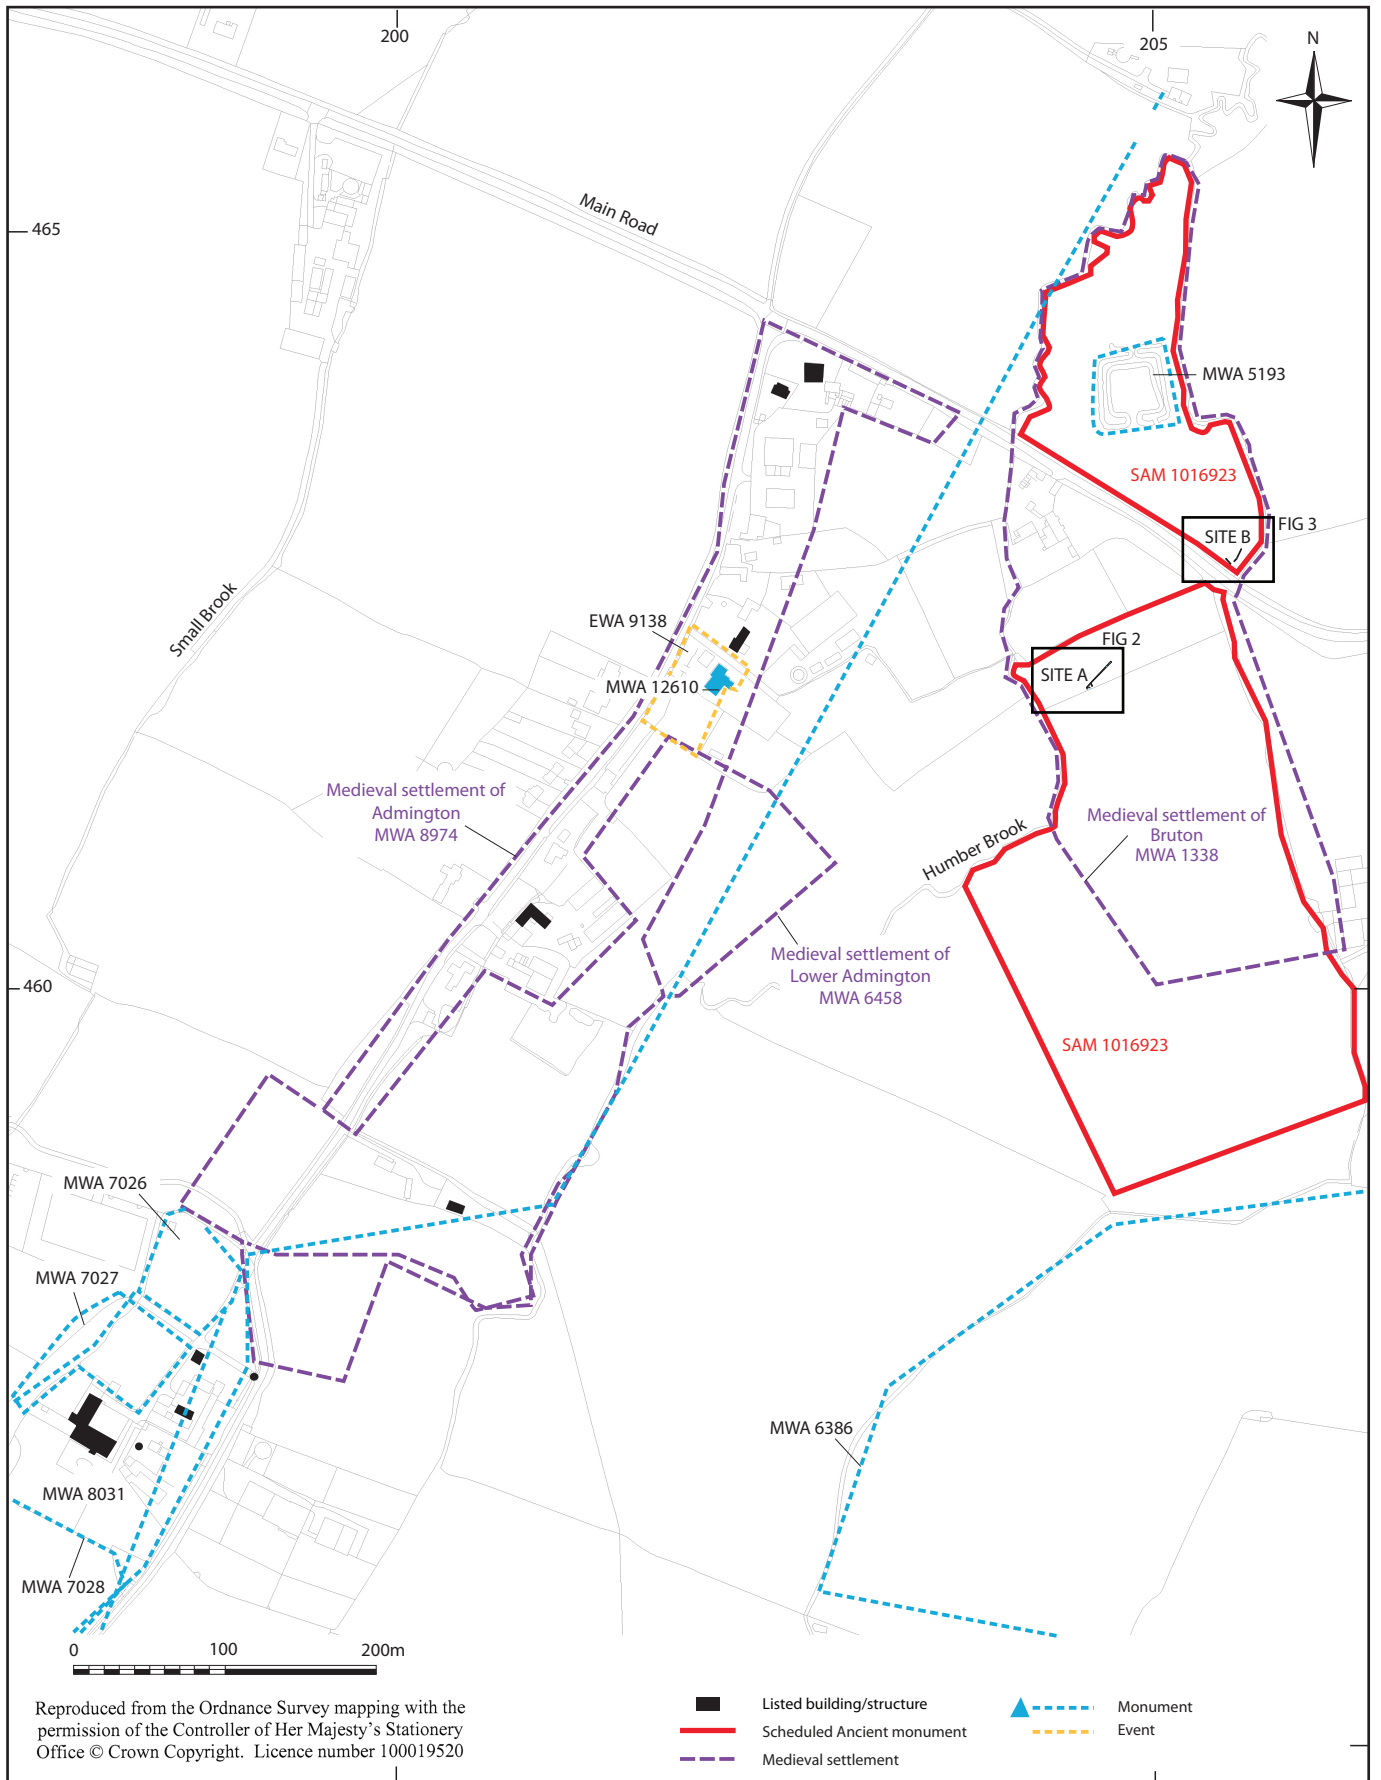 200
205
N
465
Main Road
MWA 5193
SAM 1016923
FIG 3
SITE B
Small Brook
EWA 9138
FIG 2
SITE A
MWA 12610
Medieval settlement of
Admington
MWA 8974
Medieval settlement of
Bruton
MWA 1338
Humber Brook
Medieval settlement of
Lower Admington
MWA 6458
460
SAM 1016923
MWA 7026
MWA 7027
MWA 6386
MWA 8031
MWA 7028
0 100 200m
Reproduced from the Ordnance Survey mapping with the
permission of the Controller of Her Majesty's Stationery
Office © Crown Copyright. Licence number 100019520
Listed building/structure
Scheduled Ancient monument
Medieval settlement
Monument
Event